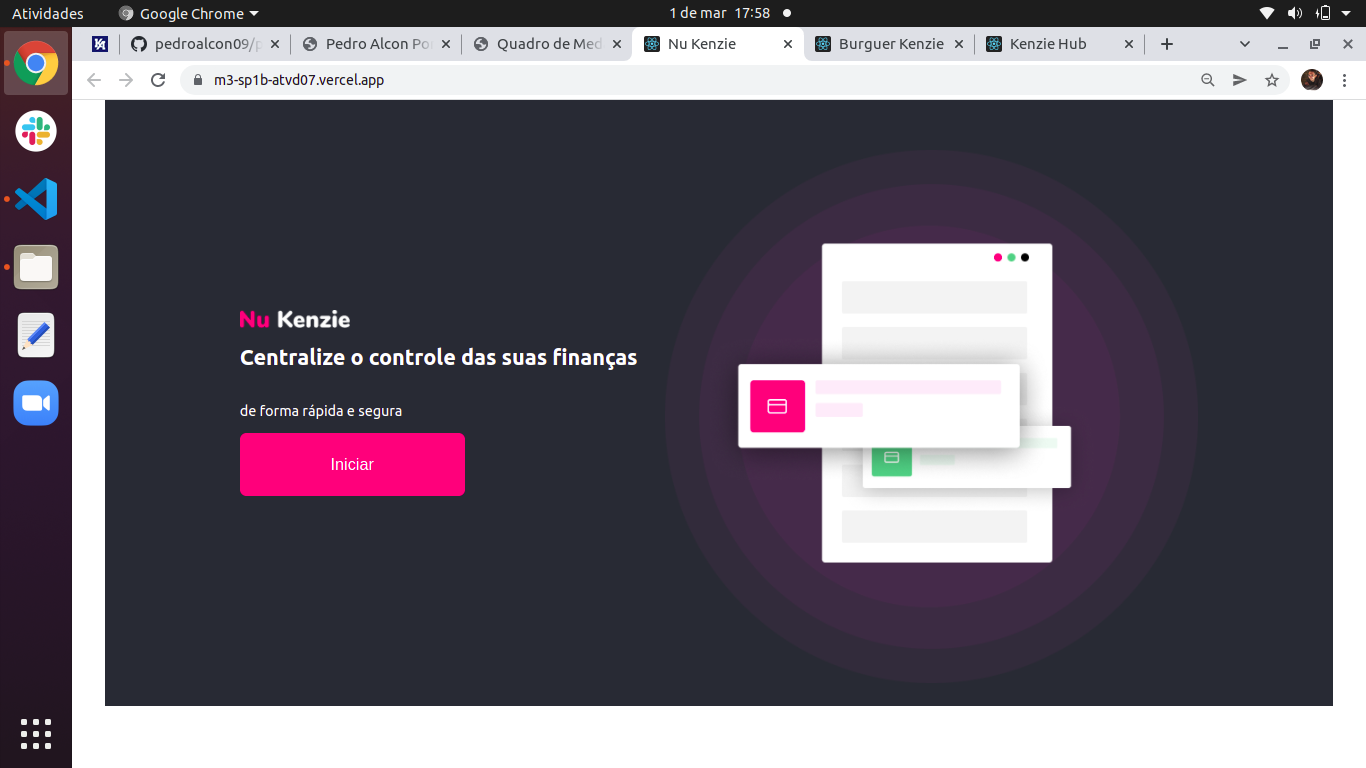 Atividades
Google Chrome
1 de mar 17:58
pedroalcon09/p
Pedro Alcon Po
Quadro de Med
Nu Kenzie
Burguer Kenzie
Kenzie Hub
m3-sp1b-atvd07.vercel.app
Nu Kenzie
Centralize o controle das suas finanças
de forma rápida e segura
Iniciar